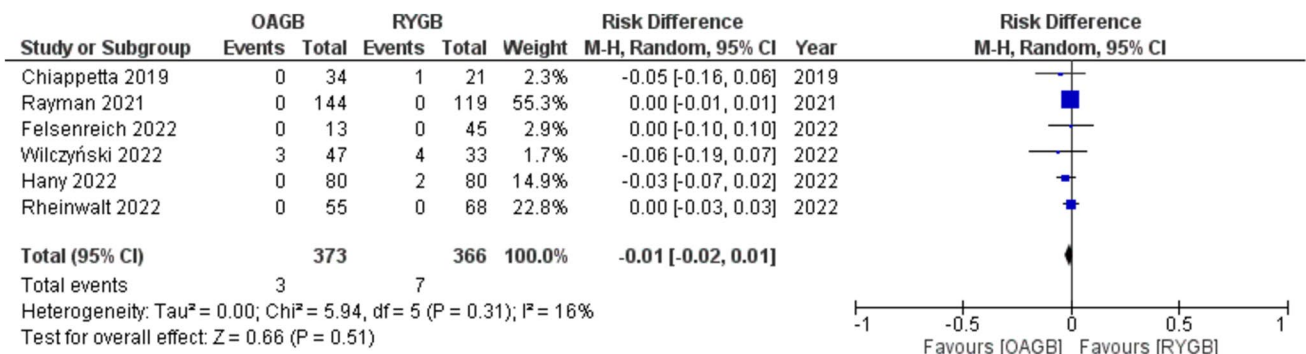 OAGB RYGB Risk Difference Risk Difference
Study or Subgroup Events Total Events Total Weight M-H, Random, 95% CI Year M-H, Random, 95% CI
Chiappetta 2019 0 34 1 21 2.3% -0.05 [-0.16, 0.06] 2019
Rayman 2021 0 144 0 119 55.3% 0.00 [-0.01, 0.01] 2021
Felsenreich 2022 0 13 0 45 2.9% 0.00 [-0.10, 0.10] 2022
Wilczyński 2022 3 47 4 33 1.7% -0.06 [-0.19, 0.07] 2022
Hany 2022 0 80 2 80 14.9% -0.03 [-0.07, 0.02] 2022
Rheinwalt 2022 0 55 0 68 22.8% 0.00 [-0.03, 0.03] 2022
Total (95% CI) 373 366 100.0% -0.01 [-0.02, 0.01]
Total events 3 7
Heterogeneity: Tau² = 0.00; Chi² = 5.94, df = 5 (P = 0.31); I² = 16%
Test for overall effect: Z = 0.66 (P = 0.51)
-1 -0.5 0 0.5 1
Favours [OAGB] Favours [RYGB]